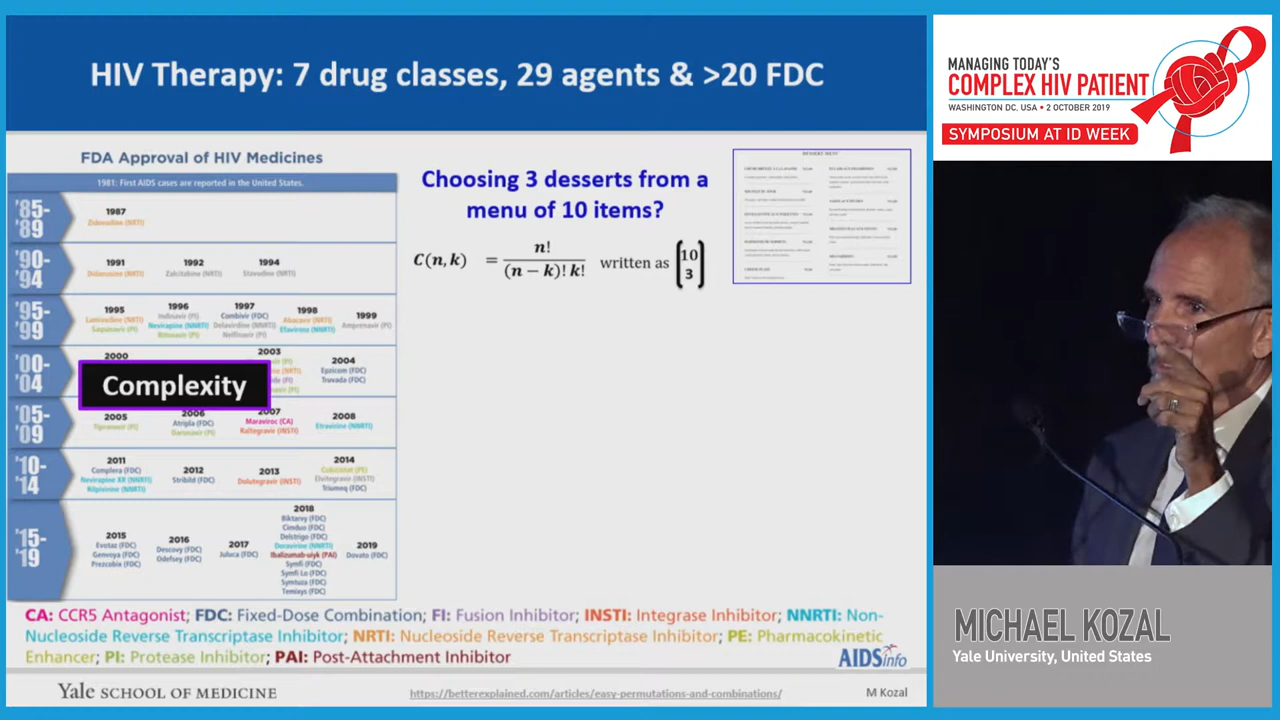 HIV Therapy: 7 drug classes, 29 agents & >20 FDC
FDA Approval of HIV Medicines
1981: First AIDS cases are reported in the United States.
'85-
'89
1987
Zidovudine (NRTI)
'90-
'94
1991
Didanosine (NRTI)
1992
Zalcitabine (NRTI)
1994
Stavudine (NRTI)
'95-
'99
1995
Lamivudine (NRTI)
Saquinavir (PI)
1996
Indinavir (PI)
Nevirapine (NNRTI)
Ritonavir (PI)
1997
Combivir (FDC)
Delavirdine (NNRTI)
Nelfinavir (PI)
1998
Abacavir (NRTI)
Efavirenz (NNRTI)
1999
Amprenavir (PI)
'00-
'04
2000
2003
2004
Epzicom (FDC)
Truvada (FDC)
Complexity
'05-
'09
2005
Tipranavir (PI)
2006
Atripla (FDC)
Darunavir (PI)
2007
Maraviroc (CA)
Raltegravir (INSTI)
2008
Etravirine (NNRTI)
'10-
'14
2011
Complera (FDC)
Nevirapine XR (NNRTI)
Rilpivirine (NNRTI)
2012
Stribild (FDC)
2013
Dolutegravir (INSTI)
2014
Cobicistat (PE)
Elvitegravir (INSTI)
Triumeq (FDC)
'15-
'19
2015
Evotaz (FDC)
Genvoya (FDC)
Prezcobix (FDC)
2016
Descovy (FDC)
Odefsey (FDC)
2017
Juluca (FDC)
2018
Biktarvy (FDC)
Cimduo (FDC)
Delstrigo (FDC)
Doravirine (NNRTI)
Ibalizumab-uiyk (PAI)
Symfi (FDC)
Symfi Lo (FDC)
Symtuza (FDC)
Temixys (FDC)
2019
Dovato (FDC)
Choosing 3 desserts from a
menu of 10 items?
C(n, k) = n! / (n − k)! k! written as (10 3)
CA: CCR5 Antagonist; FDC: Fixed-Dose Combination; FI: Fusion Inhibitor; INSTI: Integrase Inhibitor; NNRTI: Non-
Nucleoside Reverse Transcriptase Inhibitor; NRTI: Nucleoside Reverse Transcriptase Inhibitor; PE: Pharmacokinetic
Enhancer; PI: Protease Inhibitor; PAI: Post-Attachment Inhibitor
AIDSinfo
Yale SCHOOL OF MEDICINE
https://betterexplained.com/articles/easy-permutations-and-combinations/
M Kozal
MANAGING TODAY'S
COMPLEX HIV PATIENT
WASHINGTON DC, USA • 2 OCTOBER 2019
SYMPOSIUM AT ID WEEK
MICHAEL KOZAL
Yale University, United States